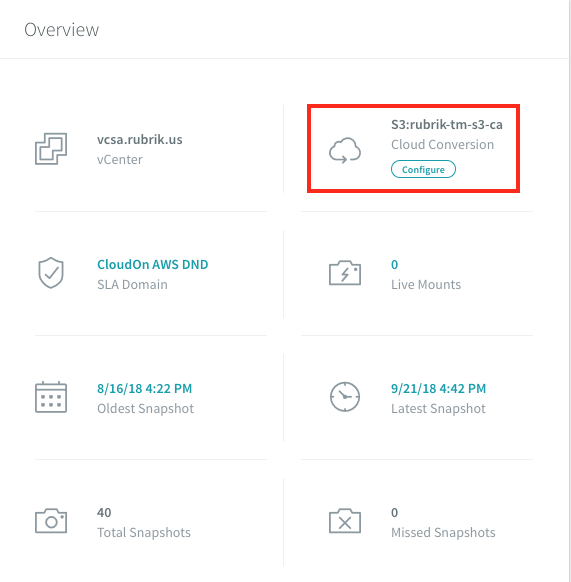 Overview
vcsa.rubrik.us
vCenter
S3:rubrik-tm-s3-ca
Cloud Conversion
Configure
CloudOn AWS DND
SLA Domain
0
Live Mounts
8/16/18 4:22 PM
Oldest Snapshot
9/21/18 4:42 PM
Latest Snapshot
40
Total Snapshots
0
Missed Snapshots